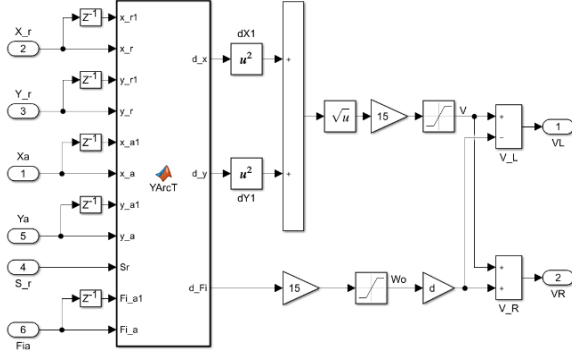 X_r
2
Z⁻¹
x_r1
x_r
Y_r
3
Z⁻¹
y_r1
y_r
Xa
1
Z⁻¹
x_a1
x_a
Ya
5
Z⁻¹
y_a1
y_a
4
S_r
Sr
Z⁻¹
Fi_a1
6
Fia
Fi_a
YArcT
d_x
d_y
d_Fi
dX1
u²
u²
dY1
+
+
√u
15
V
15
Wo
d
+
−
V_L
1
VL
+
+
V_R
2
VR